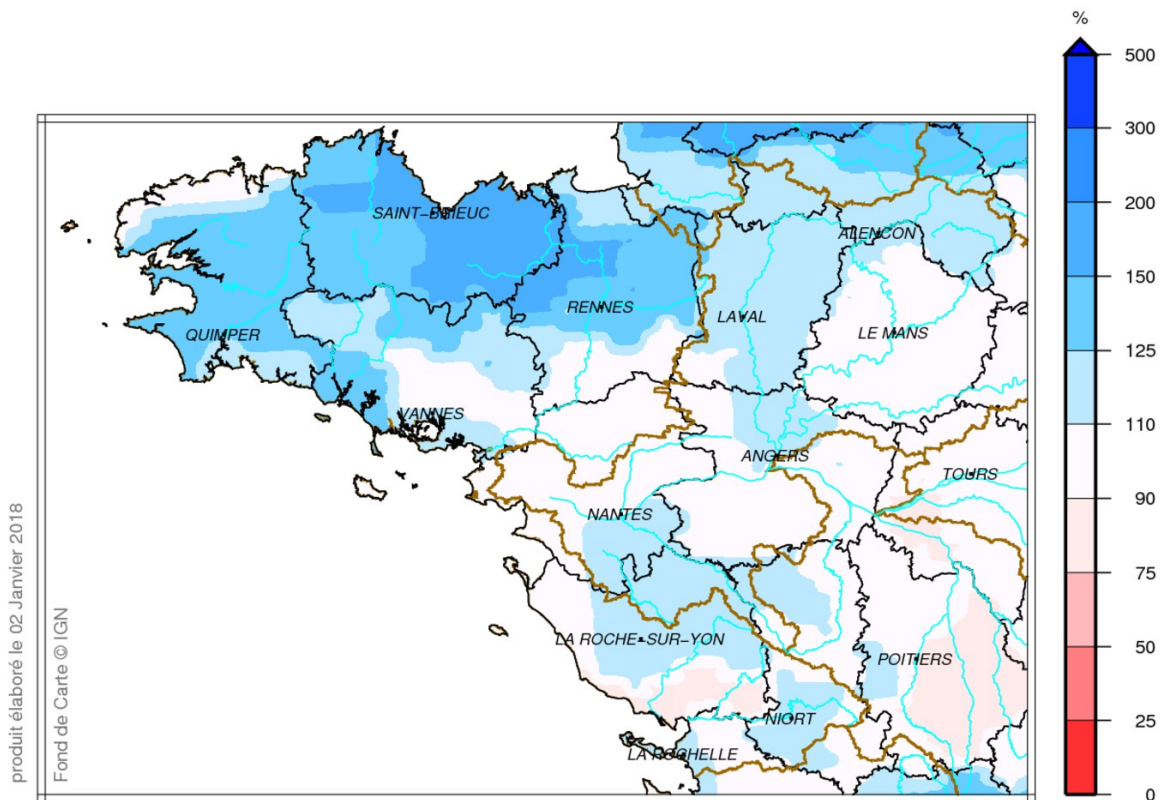 %
500
300
200
150
125
110
90
75
50
25
0
SAINT-BRIEUC
ALENCON
RENNES
LAVAL
LE MANS
QUIMPER
VANNES
ANGERS
TOURS
NANTES
LA ROCHE-SUR-YON
POITIERS
NIORT
LA ROCHELLE
produit élaboré le 02 Janvier 2018
Fond de Carte © IGN